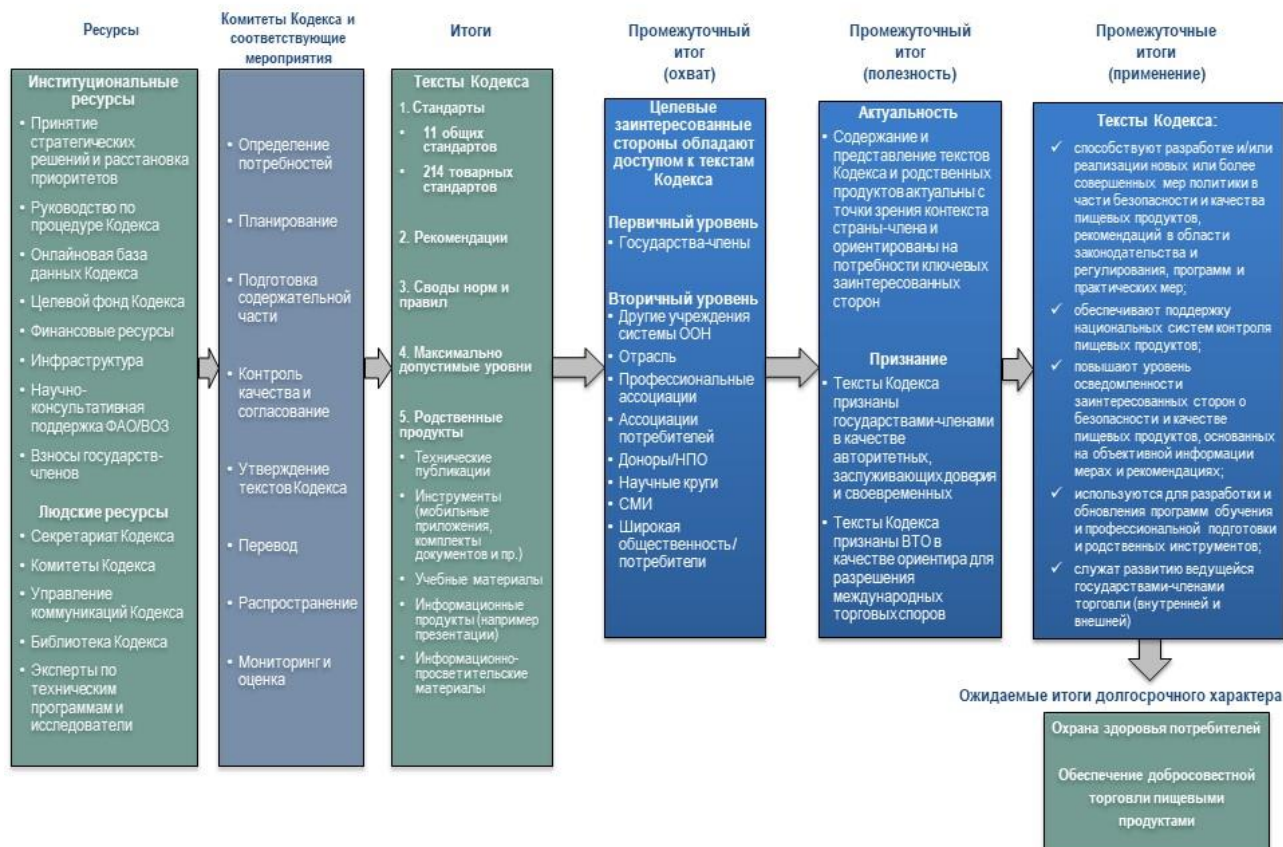 Ресурсы
Институциональные
ресурсы
• Принятие
стратегических
решений и расстановка
приоритетов
• Руководство по
процедуре Кодекса
• Онлайновая база
данных Кодекса
• Целевой фонд Кодекса
• Финансовые ресурсы
• Инфраструктура
• Научно-
консультативная
поддержка ФАО/ВОЗ
• Взносы государств-
членов
Людские ресурсы
• Секретариат Кодекса
• Комитеты Кодекса
• Управление
коммуникаций Кодекса
• Библиотека Кодекса
• Эксперты по
техническим
программам и
исследователи
Комитеты Кодекса и
соответствующие
мероприятия
• Определение
потребностей
• Планирование
• Подготовка
содержательной
части
• Контроль
качества и
согласование
• Утверждение
текстов Кодекса
• Перевод
• Распространение
• Мониторинг и
оценка
Итоги
Тексты Кодекса
1. Стандарты
• 11 общих
стандартов
• 214 товарных
стандартов
2. Рекомендации
3. Своды норм и
правил
4. Максимально
допустимые уровни
5. Родственные
продукты
• Технические
публикации
• Инструменты
(мобильные
приложения,
комплекты
документов и пр.)
• Учебные материалы
• Информационные
продукты (например
презентации)
• Информационно-
просветительские
материалы
Промежуточный
итог
(охват)
Целевые
заинтересованные
стороны обладают
доступом к текстам
Кодекса
Первичный уровень
• Государства-члены
Вторичный уровень
• Другие учреждения
системы ООН
• Отрасль
• Профессиональные
ассоциации
• Ассоциации
потребителей
• Доноры/НПО
• Научные круги
• СМИ
• Широкая
общественность/
потребители
Промежуточный
итог
(полезность)
Актуальность
• Содержание и
представление текстов
Кодекса и родственных
продуктов актуальны с
точки зрения контекста
страны-члена и
ориентированы на
потребности ключевых
заинтересованных
сторон
Признание
• Тексты Кодекса
признаны
государствами-членами
в качестве
авторитетных,
заслуживающих доверия
и своевременных
• Тексты Кодекса
признаны ВТО в
качестве ориентира для
разрешения
международных
торговых споров
Промежуточные
итоги
(применение)
Тексты Кодекса:
✓ способствуют разработке и/или
реализации новых или более
совершенных мер политики в
части безопасности и качества
пищевых продуктов,
рекомендаций в области
законодательства и
регулирования, программ и
практических мер;
✓ обеспечивают поддержку
национальных систем контроля
пищевых продуктов;
✓ повышают уровень
осведомленности
заинтересованных сторон о
безопасности и качестве
пищевых продуктов, основанных
на объективной информации
мерах и рекомендациях;
✓ используются для разработки и
обновления программ обучения
и профессиональной подготовки
и родственных инструментов;
✓ служат развитию ведущейся
государствами-членами
торговли (внутренней и
внешней)
Ожидаемые итоги долгосрочного характера
Охрана здоровья потребителей
Обеспечение добросовестной
торговли пищевыми
продуктами